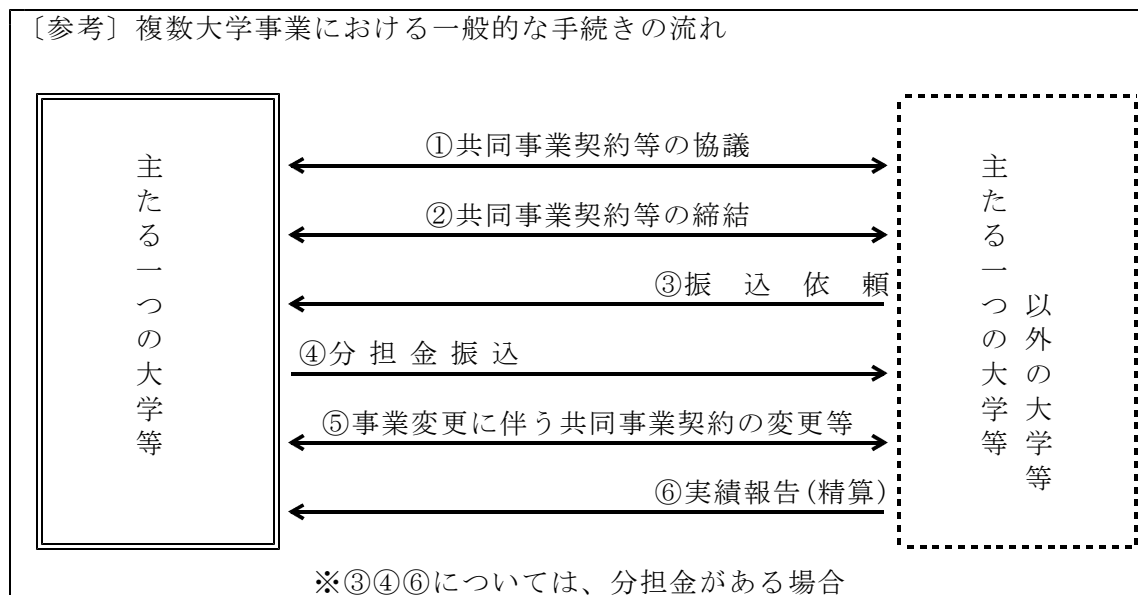 〔参考〕複数大学事業における一般的な手続きの流れ
主たる一つの大学等
①共同事業契約等の協議
②共同事業契約等の締結
③振込依頼
④分担金振込
⑤事業変更に伴う共同事業契約の変更等
⑥実績報告(精算)
主たる一つの大学等
以外の大学等
※③④⑥については、分担金がある場合